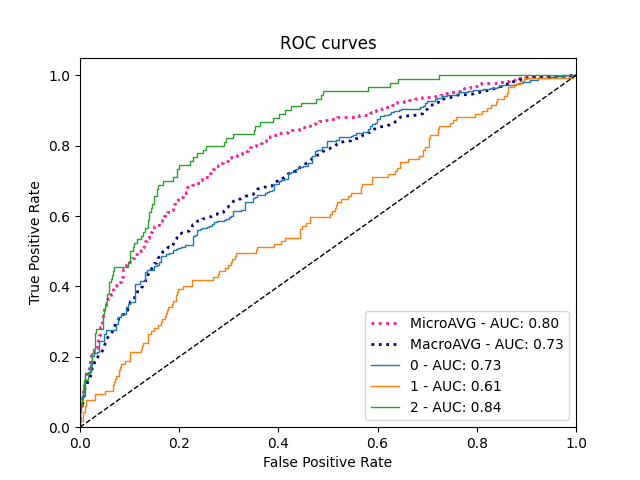 ROC curves
True Positive Rate
1.0
0.8
0.6
0.4
0.2
0.0
0.0 0.2 0.4 0.6 0.8 1.0
False Positive Rate
MicroAVG - AUC: 0.80
MacroAVG - AUC: 0.73
0 - AUC: 0.73
1 - AUC: 0.61
2 - AUC: 0.84